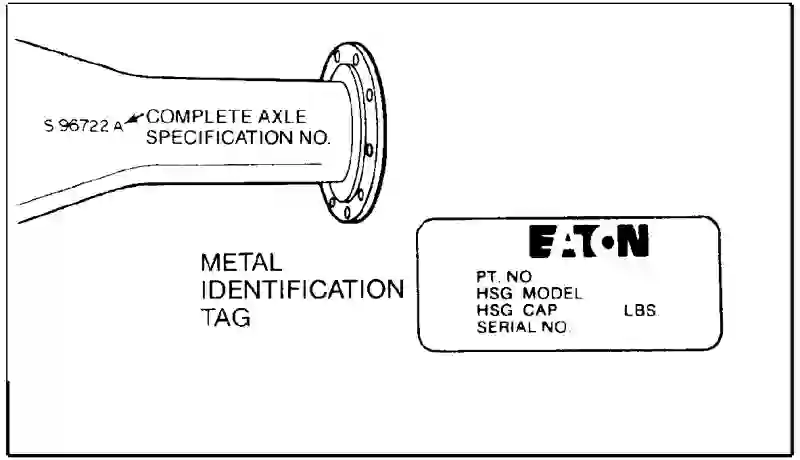 S 96722 A
COMPLETE AXLE
SPECIFICATION NO.
METAL
IDENTIFICATION
TAG
EATON
PT. NO
HSG MODEL
HSG CAP LBS
SERIAL NO.